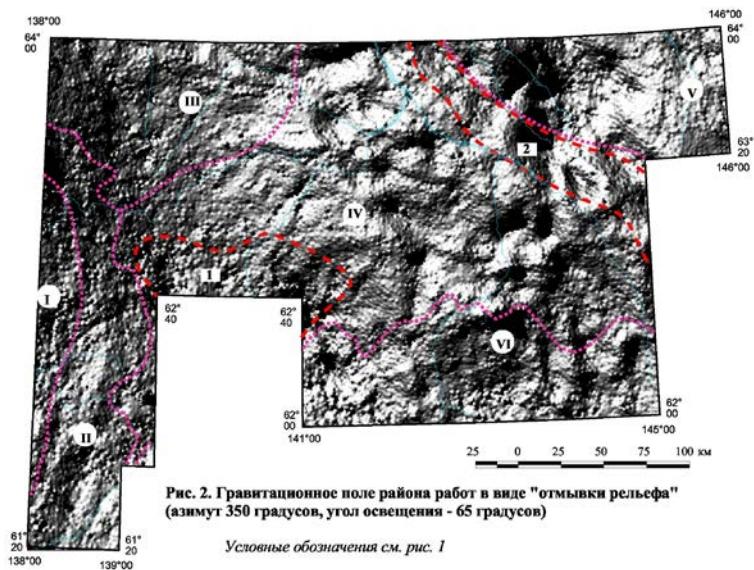 138°00
146°00
64°
00
64°
00
III
V
63°
20
146°00
2
IV
1
I
62°
40
62°
40
VI
II
62°
00
62°
00
141°00
145°00
25 0 25 50 75 100 км
61°
20
61°
20
138°00
139°00
Рис. 2. Гравитационное поле района работ в виде "отмывки рельефа"
(азимут 350 градусов, угол освещения - 65 градусов)
Условные обозначения см. рис. 1